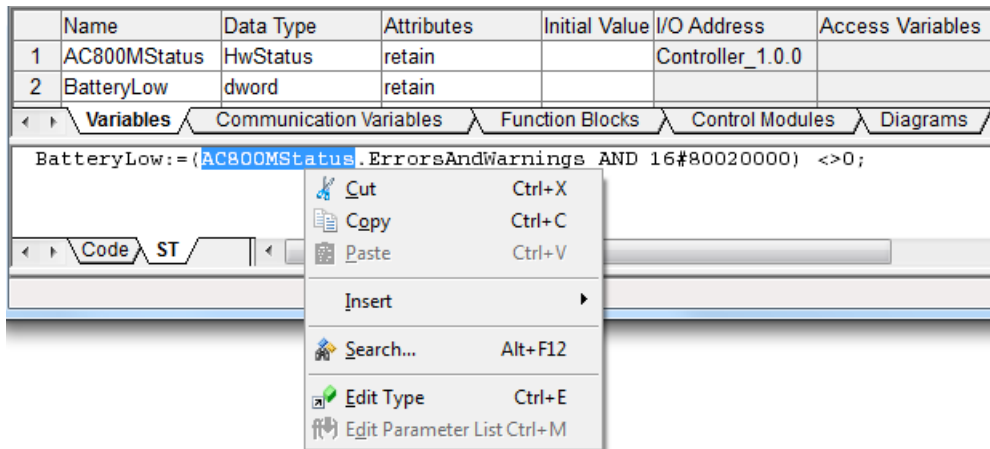 Name Data Type Attributes Initial Value I/O Address Access Variables
1 AC800MStatus HwStatus retain Controller_1.0.0
2 BatteryLow dword retain
Variables Communication Variables Function Blocks Control Modules Diagrams
BatteryLow:=(AC800MStatus.ErrorsAndWarnings AND 16#80020000) <>0;
Cut Ctrl+X
Copy Ctrl+C
Paste Ctrl+V
Insert
Search... Alt+F12
Edit Type Ctrl+E
Edit Parameter List Ctrl+M
Code ST